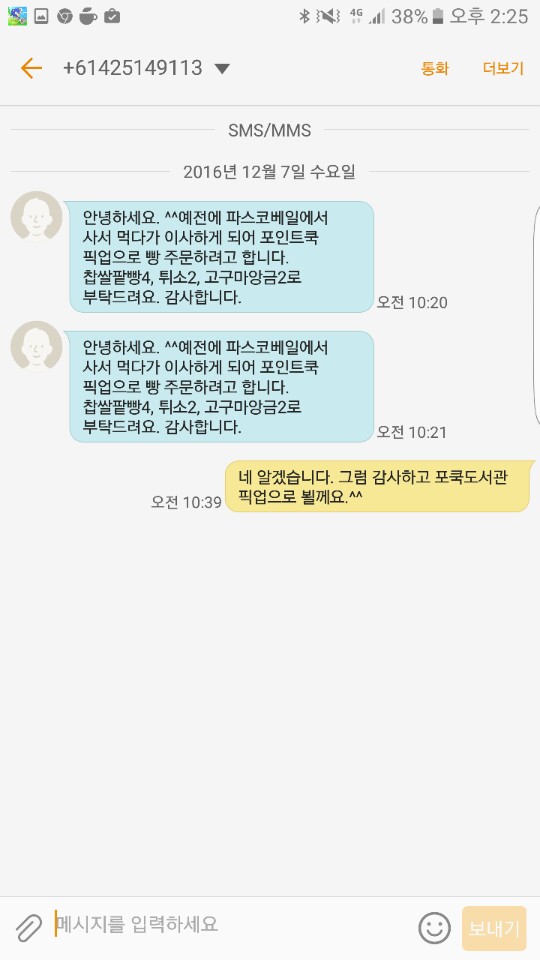 4G 38% 오후 2:25
+61425149113 통화 더보기
SMS/MMS
2016년 12월 7일 수요일
안녕하세요. ^^예전에 파스코베일에서
사서 먹다가 이사하게 되어 포인트쿡
픽업으로 빵 주문하려고 합니다.
찹쌀팥빵4, 튀소2, 고구마앙금2로
부탁드려요. 감사합니다.
오전 10:20
안녕하세요. ^^예전에 파스코베일에서
사서 먹다가 이사하게 되어 포인트쿡
픽업으로 빵 주문하려고 합니다.
찹쌀팥빵4, 튀소2, 고구마앙금2로
부탁드려요. 감사합니다.
오전 10:21
네 알겠습니다. 그럼 감사하고 포쿡도서관
픽업으로 뵐께요.^^
오전 10:39
메시지를 입력하세요
보내기